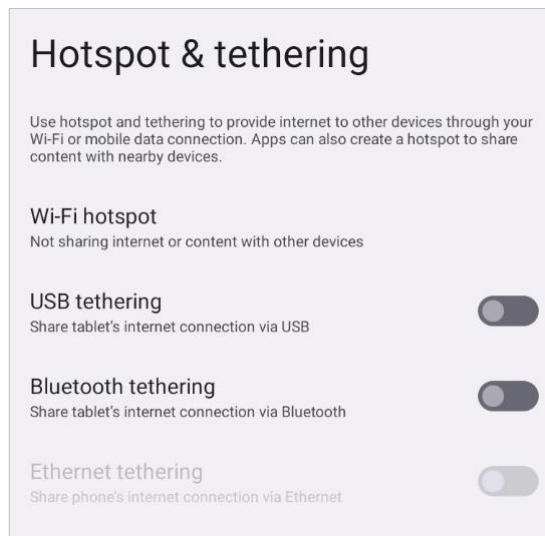 Hotspot & tethering
Use hotspot and tethering to provide internet to other devices through your
Wi-Fi or mobile data connection. Apps can also create a hotspot to share
content with nearby devices.
Wi-Fi hotspot
Not sharing internet or content with other devices
USB tethering
Share tablet's internet connection via USB
Bluetooth tethering
Share tablet's internet connection via Bluetooth
Ethernet tethering
Share phone's internet connection via Ethernet